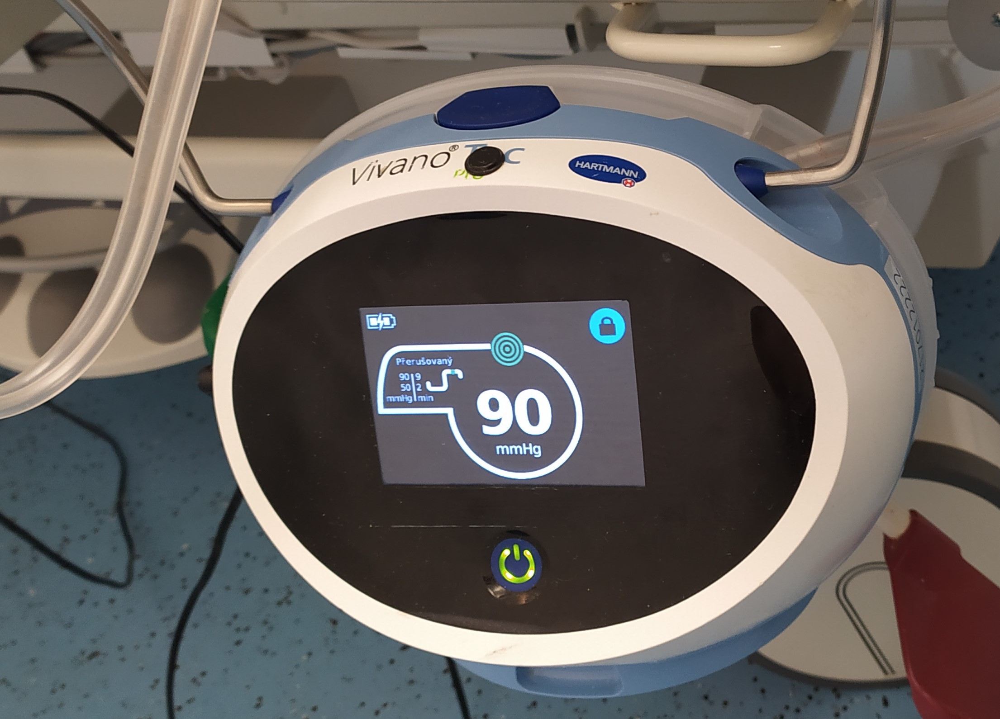 Vivano®
HARTMANN
Přerušovaný
90 9
50 2
mmHg min
90
mmHg